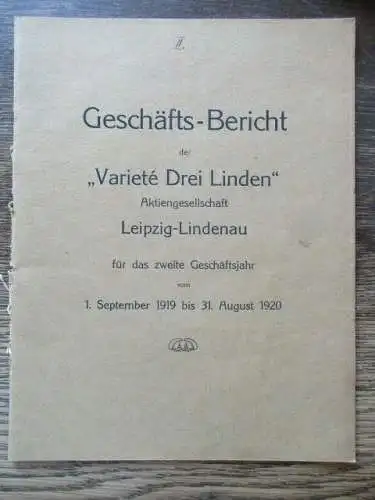 II.
Geschäfts-Bericht
der
„Varieté Drei Linden“
Aktiengesellschaft
Leipzig-Lindenau
für das zweite Geschäftsjahr
vom
1. September 1919 bis 31. August 1920